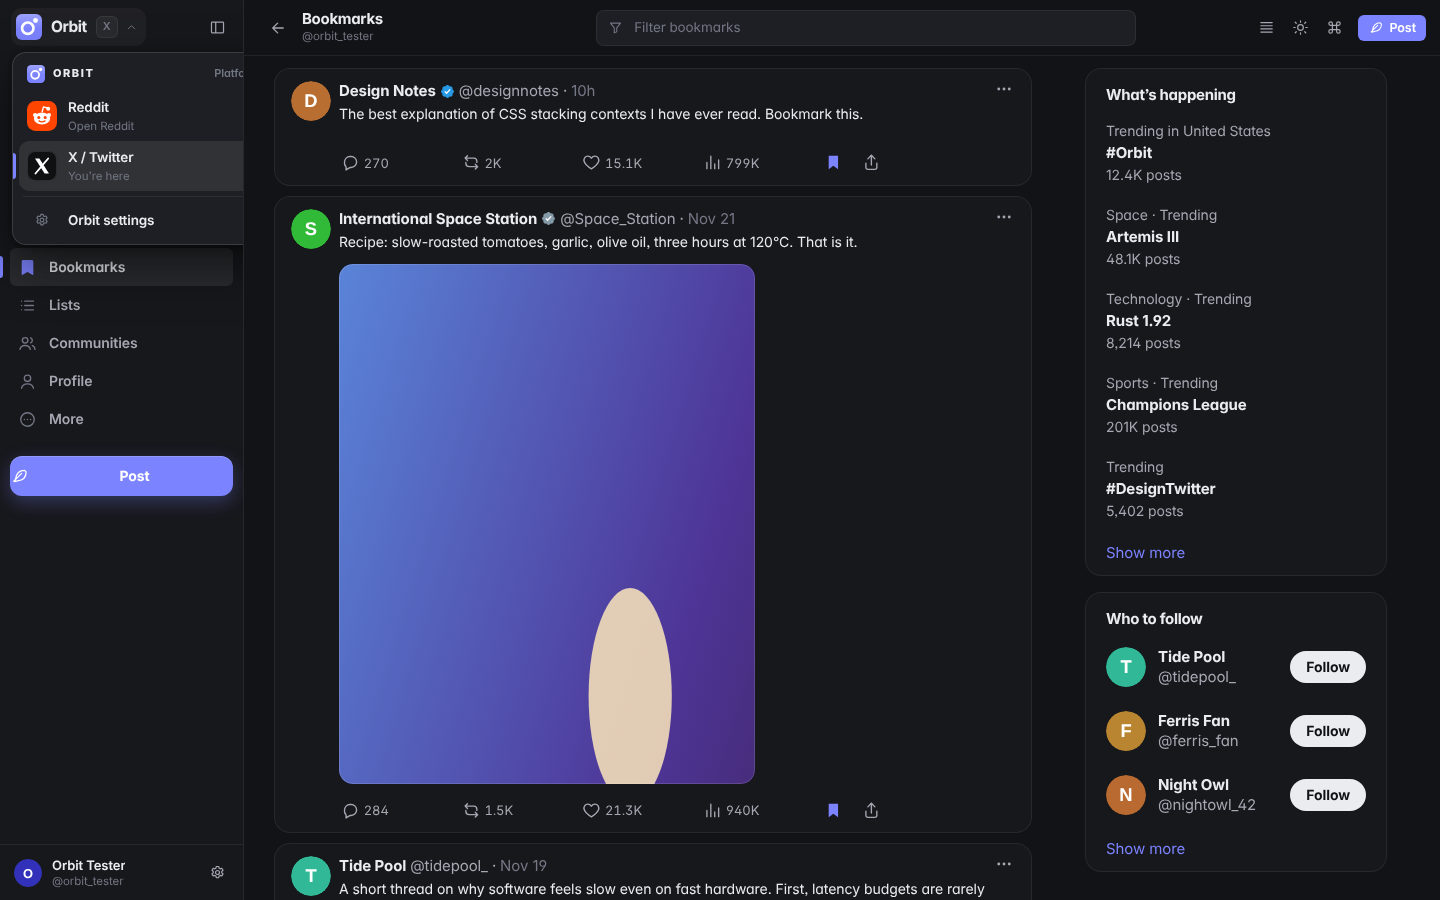 Orbit X
ORBIT Platfo
Reddit
Open Reddit
X / Twitter
You're here
Orbit settings
Bookmarks
Lists
Communities
Profile
More
Post
Orbit Tester
@orbit_tester
Bookmarks
@orbit_tester
Filter bookmarks
Post
D
Design Notes @designnotes · 10h
The best explanation of CSS stacking contexts I have ever read. Bookmark this.
270 2K 15.1K 799K
S
International Space Station @Space_Station · Nov 21
Recipe: slow-roasted tomatoes, garlic, olive oil, three hours at 120°C. That is it.
284 1.5K 21.3K 940K
T
Tide Pool @tidepool_ · Nov 19
A short thread on why software feels slow even on fast hardware. First, latency budgets are rarely
What's happening
Trending in United States
#Orbit
12.4K posts
Space · Trending
Artemis III
48.1K posts
Technology · Trending
Rust 1.92
8,214 posts
Sports · Trending
Champions League
201K posts
Trending
#DesignTwitter
5,402 posts
Show more
Who to follow
T
Tide Pool
@tidepool_
Follow
F
Ferris Fan
@ferris_fan
Follow
N
Night Owl
@nightowl_42
Follow
Show more
O